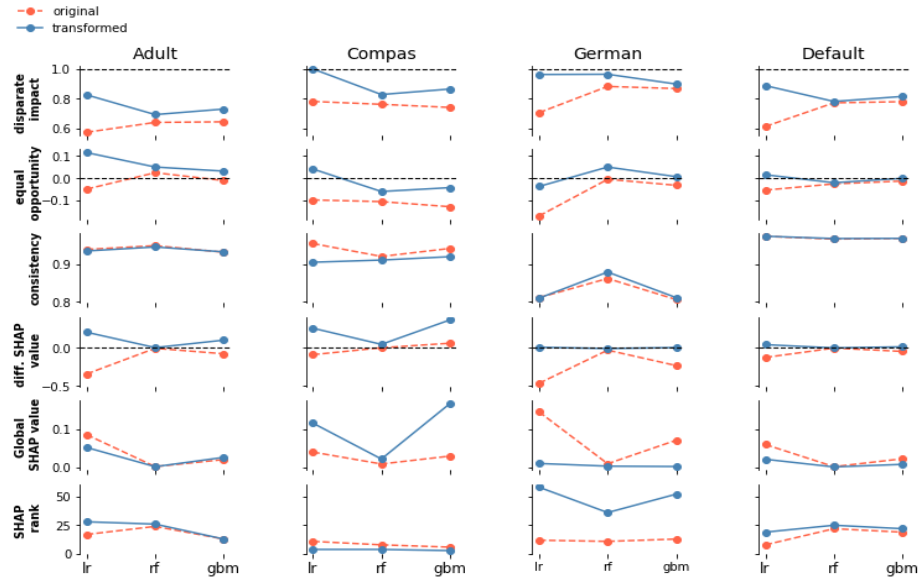 original
transformed
Adult Compas German Default
disparate
impact
1.0
0.8
0.6
equal
opportunity
0.1
0.0
−0.1
consistency
0.9
0.8
diff. SHAP
value
0.0
−0.5
Global
SHAP value
0.1
0.0
SHAP
rank
50
25
0
lr rf gbm lr rf gbm lr rf gbm lr rf gbm